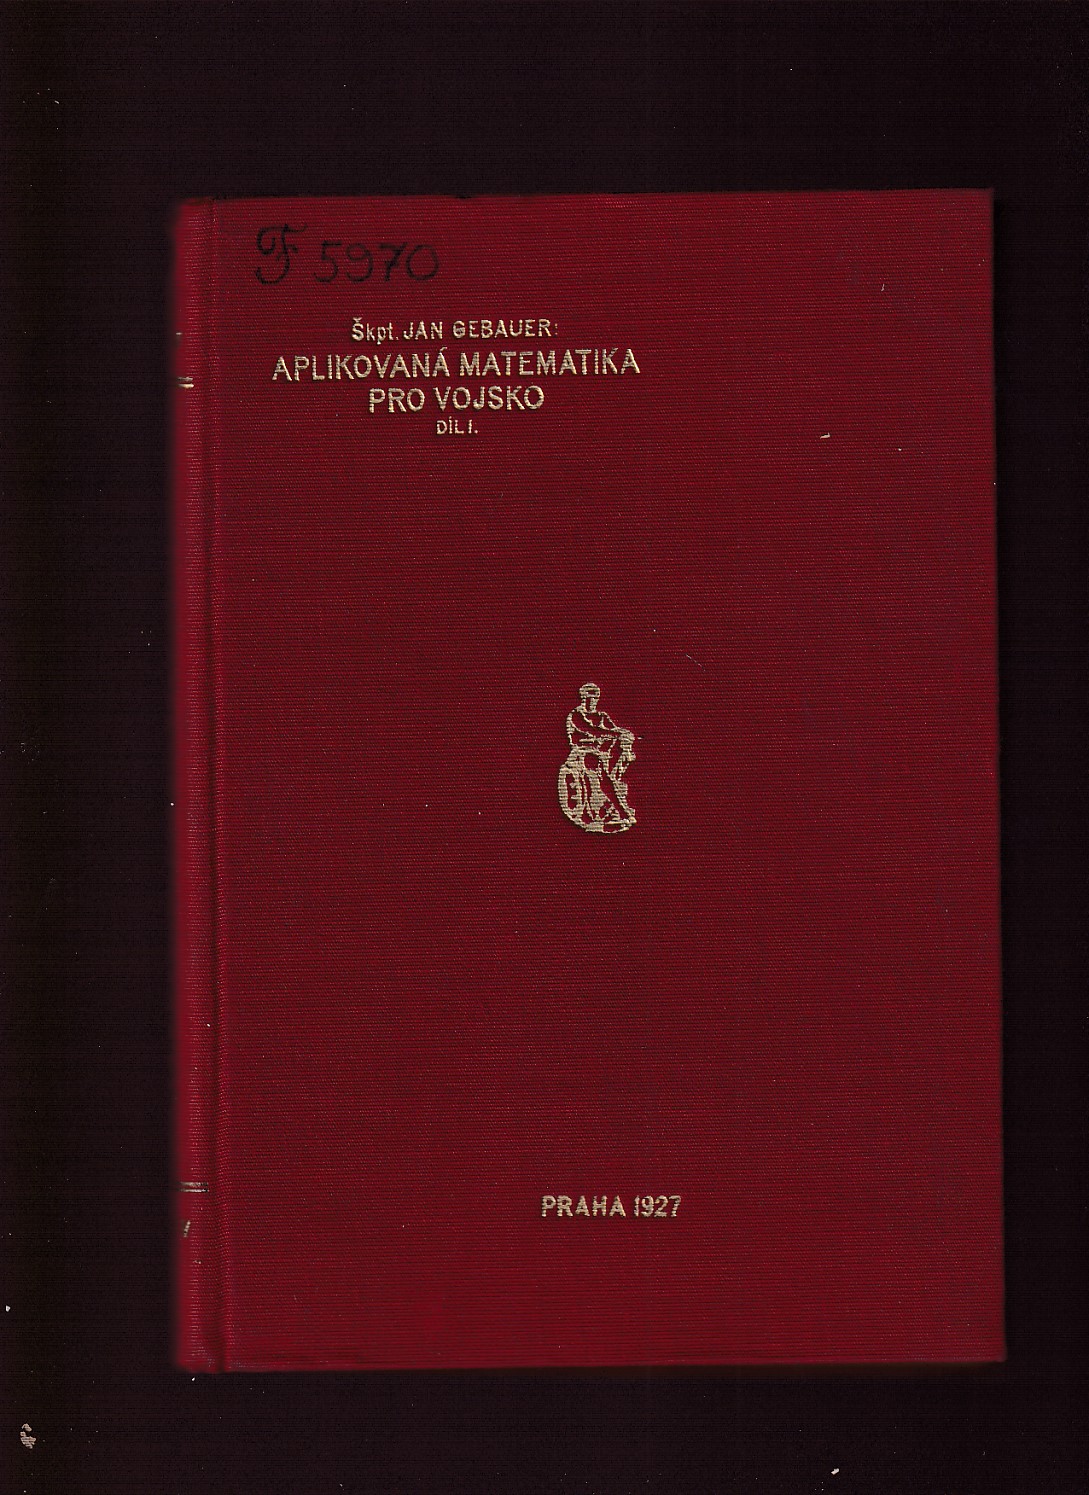 F 5970
Škpt. JAN GEBAUER:
APLIKOVANÁ MATEMATIKA
PRO VOJSKO
DÍL I.
PRAHA 1927